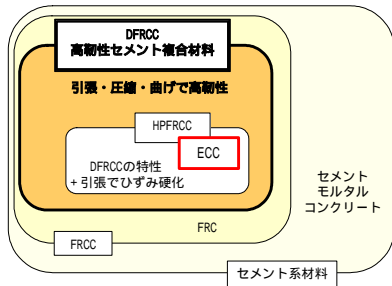 DFRCC
高靭性セメント複合材料
引張・圧縮・曲げで高靭性
HPFRCC
ECC
DFRCCの特性
+引張でひずみ硬化
セメント
モルタル
コンクリート
FRC
FRCC
セメント系材料